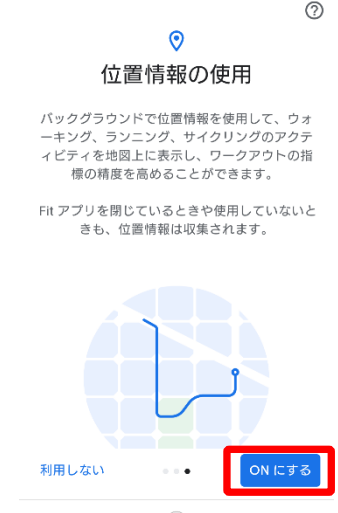 ?
位置情報の使用
バックグラウンドで位置情報を使用して、ウォ
ーキング、ランニング、サイクリングのアクテ
ィビティを地図上に表示し、ワークアウトの指
標の精度を高めることができます。
Fit アプリを閉じているときや使用していないと
きも、位置情報は収集されます。
利用しない
ON にする